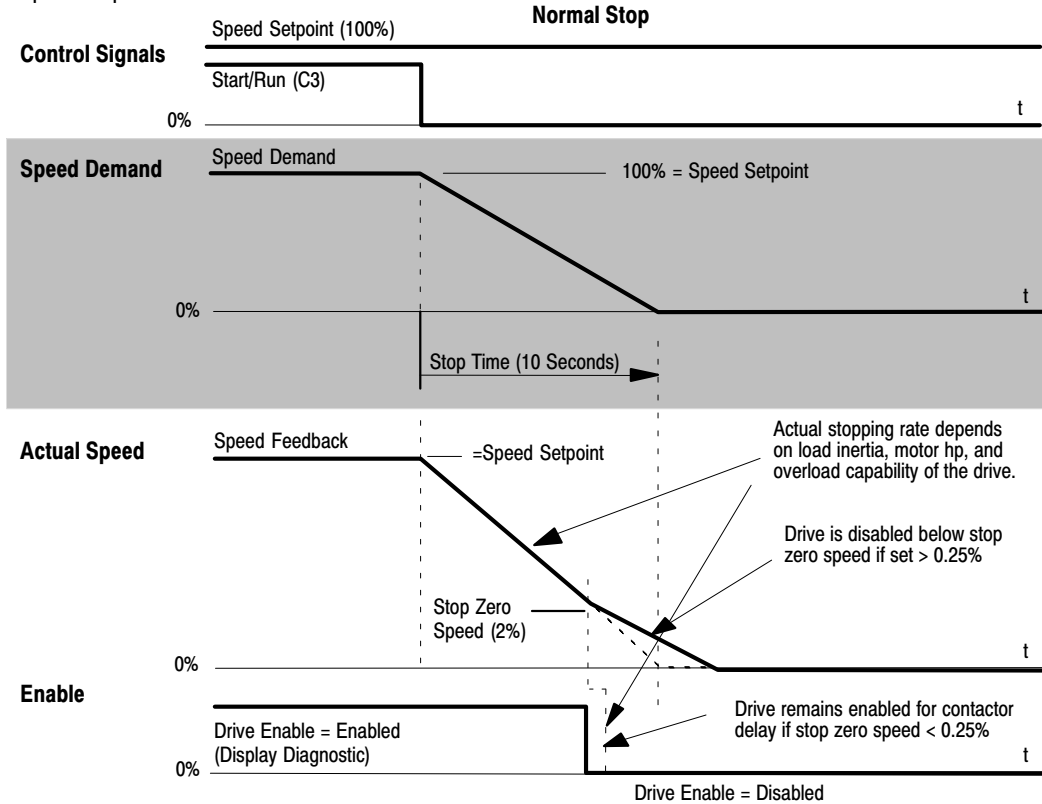 Normal Stop
Speed Setpoint (100%)
Control Signals
Start/Run (C3)
t
0%
Speed Demand
Speed Demand
100% = Speed Setpoint
t
0%
Stop Time (10 Seconds)
Actual Speed
Speed Feedback
=Speed Setpoint
Actual stopping rate depends
on load inertia, motor hp, and
overload capability of the drive.
Drive is disabled below stop
zero speed if set > 0.25%
Stop Zero
Speed (2%)
t
0%
Enable
Drive Enable = Enabled
(Display Diagnostic)
Drive remains enabled for contactor
delay if stop zero speed < 0.25%
t
0%
Drive Enable = Disabled